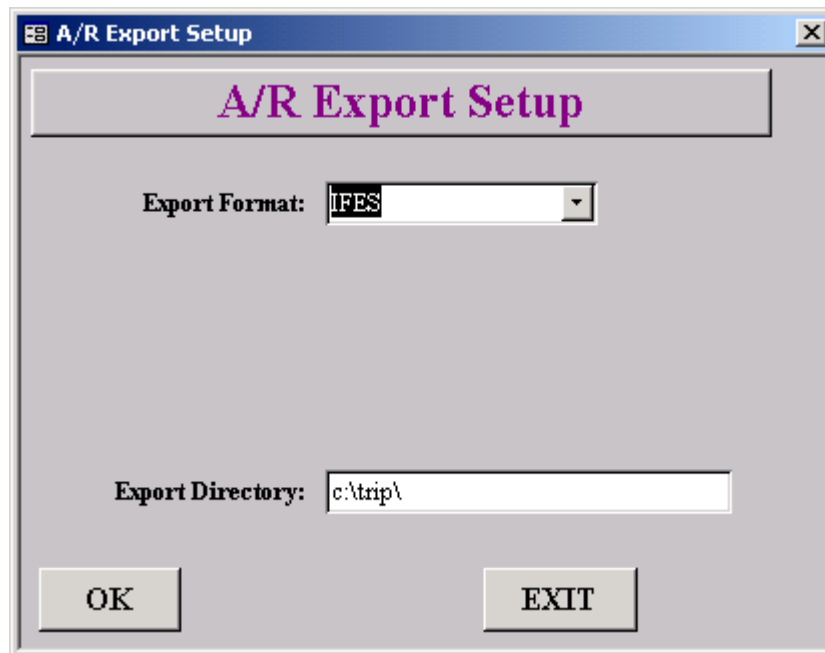 A/R Export Setup
A/R Export Setup
Export Format: IFES
Export Directory: c:\trip\
OK EXIT